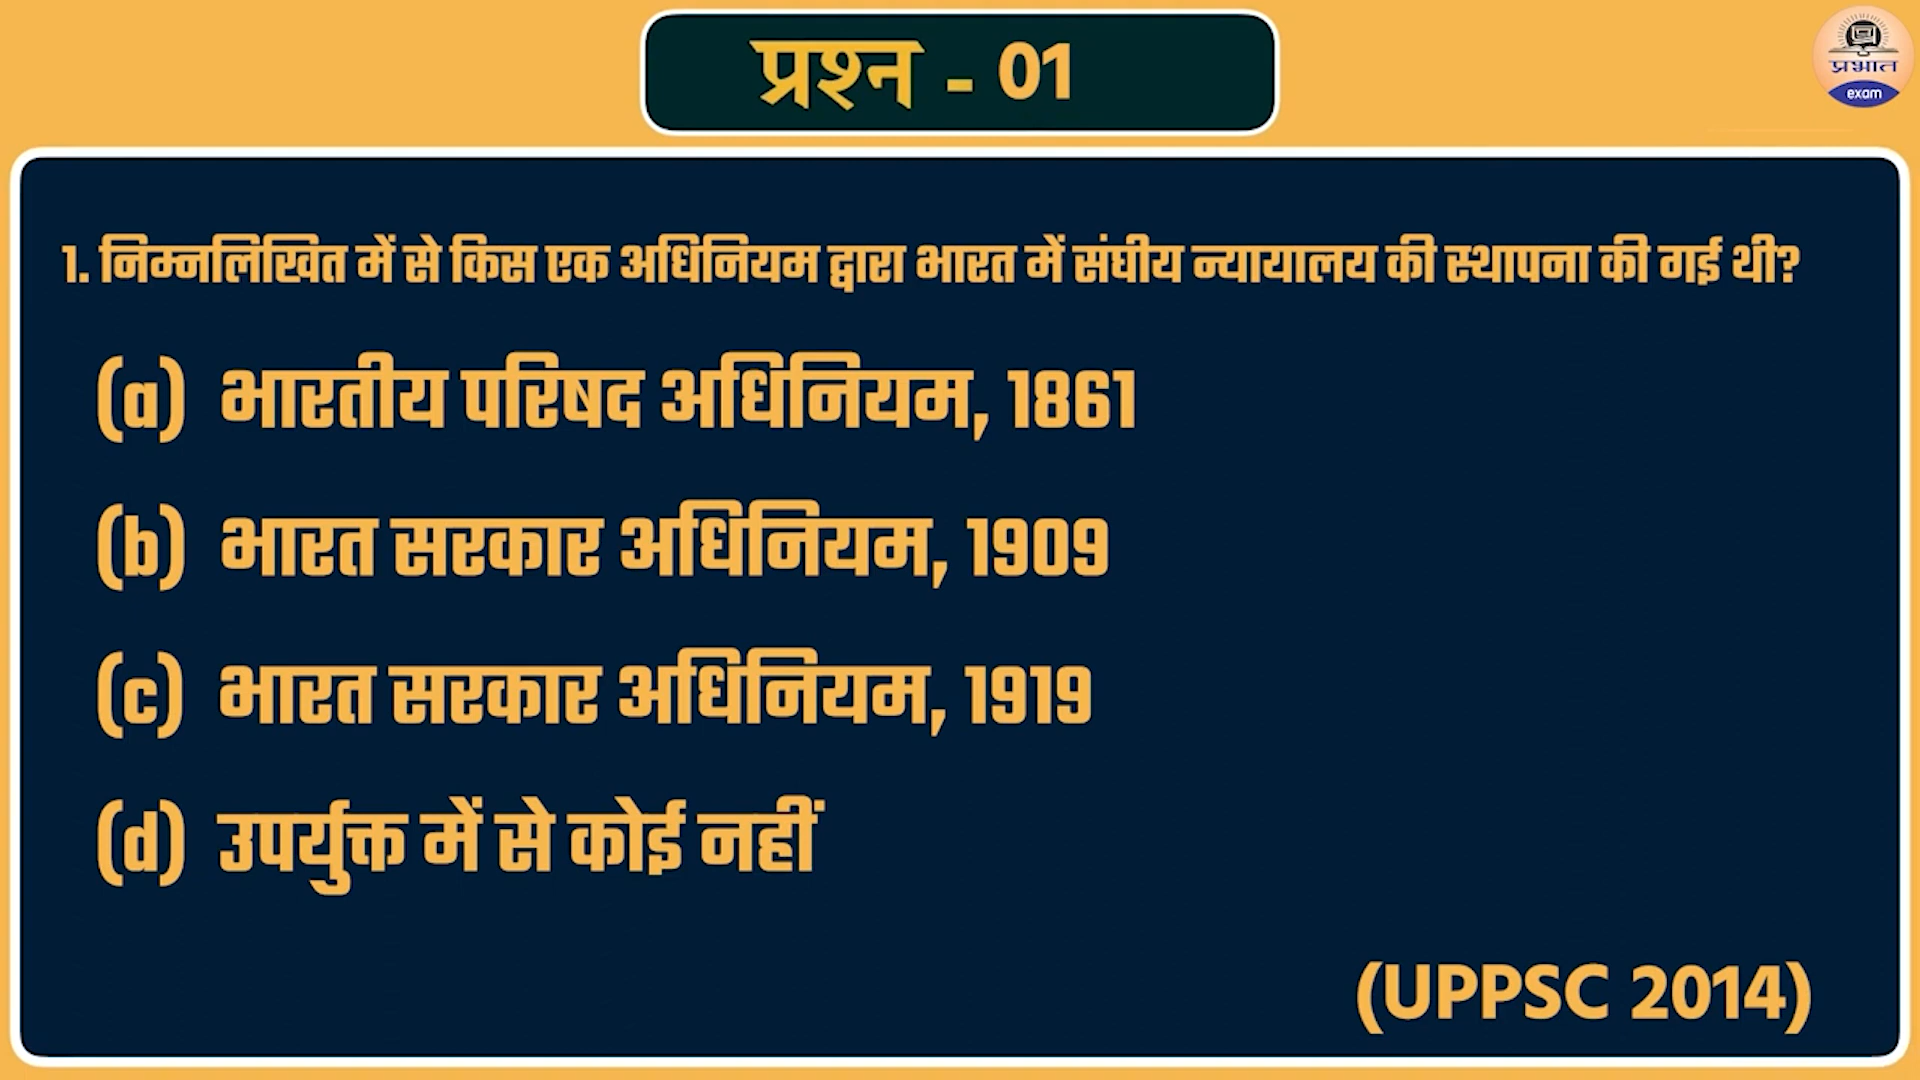 प्रश्न - 01
प्रभात
exam
1. निम्नलिखित में से किस एक अधिनियम द्वारा भारत में संघीय न्यायालय की स्थापना की गई थी?
(a) भारतीय परिषद अधिनियम, 1861
(b) भारत सरकार अधिनियम, 1909
(c) भारत सरकार अधिनियम, 1919
(d) उपर्युक्त में से कोई नहीं
(UPPSC 2014)